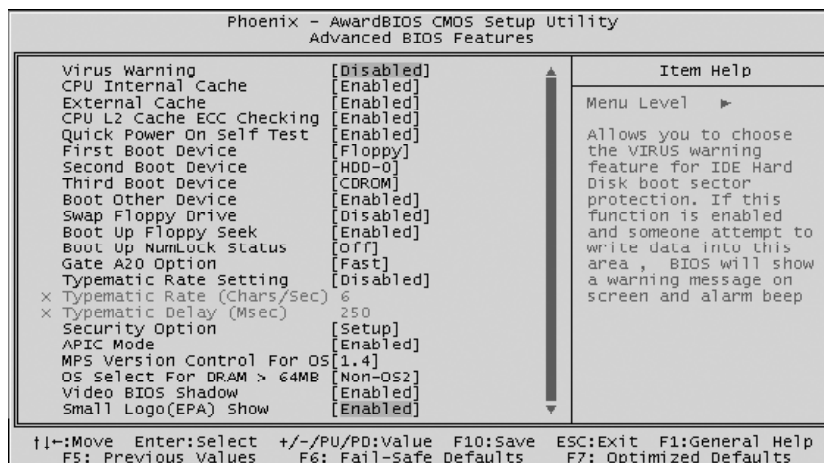 Phoenix - AwardBIOS CMOS Setup Utility
Advanced BIOS Features
Virus Warning [Disabled]
CPU Internal Cache [Enabled]
External Cache [Enabled]
CPU L2 Cache ECC Checking [Enabled]
Quick Power On Self Test [Enabled]
First Boot Device [Floppy]
Second Boot Device [HDD-0]
Third Boot Device [CDROM]
Boot Other Device [Enabled]
Swap Floppy Drive [Disabled]
Boot Up Floppy Seek [Enabled]
Boot Up NumLock Status [Off]
Gate A20 Option [Fast]
Typematic Rate Setting [Disabled]
× Typematic Rate (Chars/Sec) 6
× Typematic Delay (Msec) 250
Security Option [Setup]
APIC Mode [Enabled]
MPS Version Control For OS[1.4]
OS Select For DRAM > 64MB [Non-OS2]
Video BIOS Shadow [Enabled]
Small Logo(EPA) Show [Enabled]
Item Help
Menu Level ►
Allows you to choose
the VIRUS warning
feature for IDE Hard
Disk boot sector
protection. If this
function is enabled
and someone attempt to
write data into this
area , BIOS will show
a warning message on
screen and alarm beep
↑↓←:Move Enter:Select +/-/PU/PD:Value F10:Save ESC:Exit F1:General Help
F5: Previous Values F6: Fail-Safe Defaults F7: Optimized Defaults